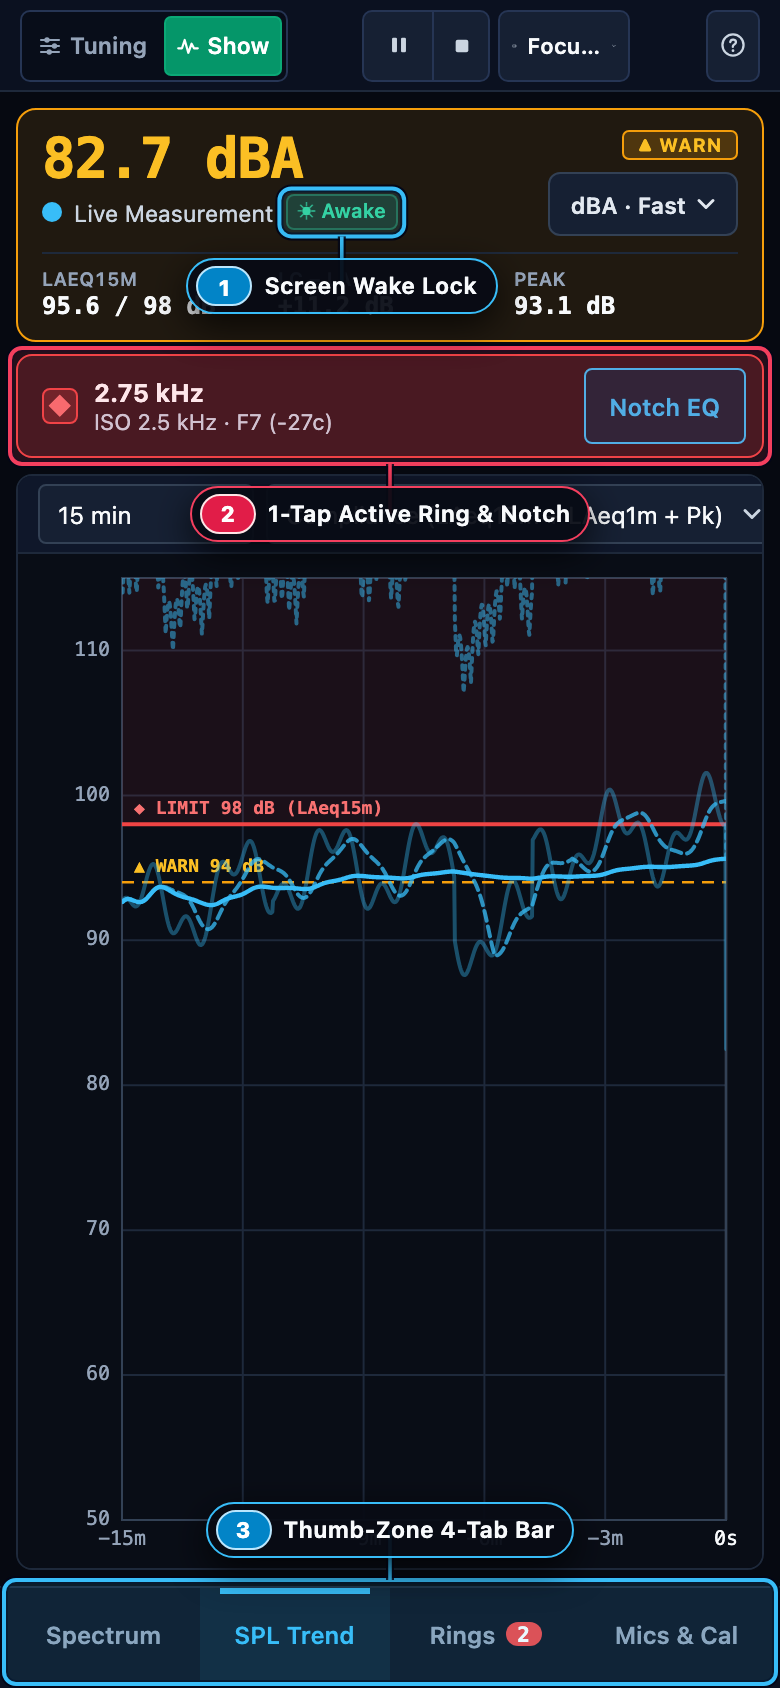 Tuning
Show
Focu...
82.7 dBA
WARN
Live Measurement
Awake
dBA · Fast
LAEQ15M
PEAK
1 Screen Wake Lock
95.6 / 98
+11.2 dB
93.1 dB
2.75 kHz
ISO 2.5 kHz · F7 (-27c)
Notch EQ
15 min
2 1-Tap Active Ring & Notch
Aeq1m + Pk)
110
100
LIMIT 98 dB (LAeq15m)
WARN 94 dB
90
80
70
60
50
3 Thumb-Zone 4-Tab Bar
−15m
−3m
0s
Spectrum
SPL Trend
Rings 2
Mics & Cal